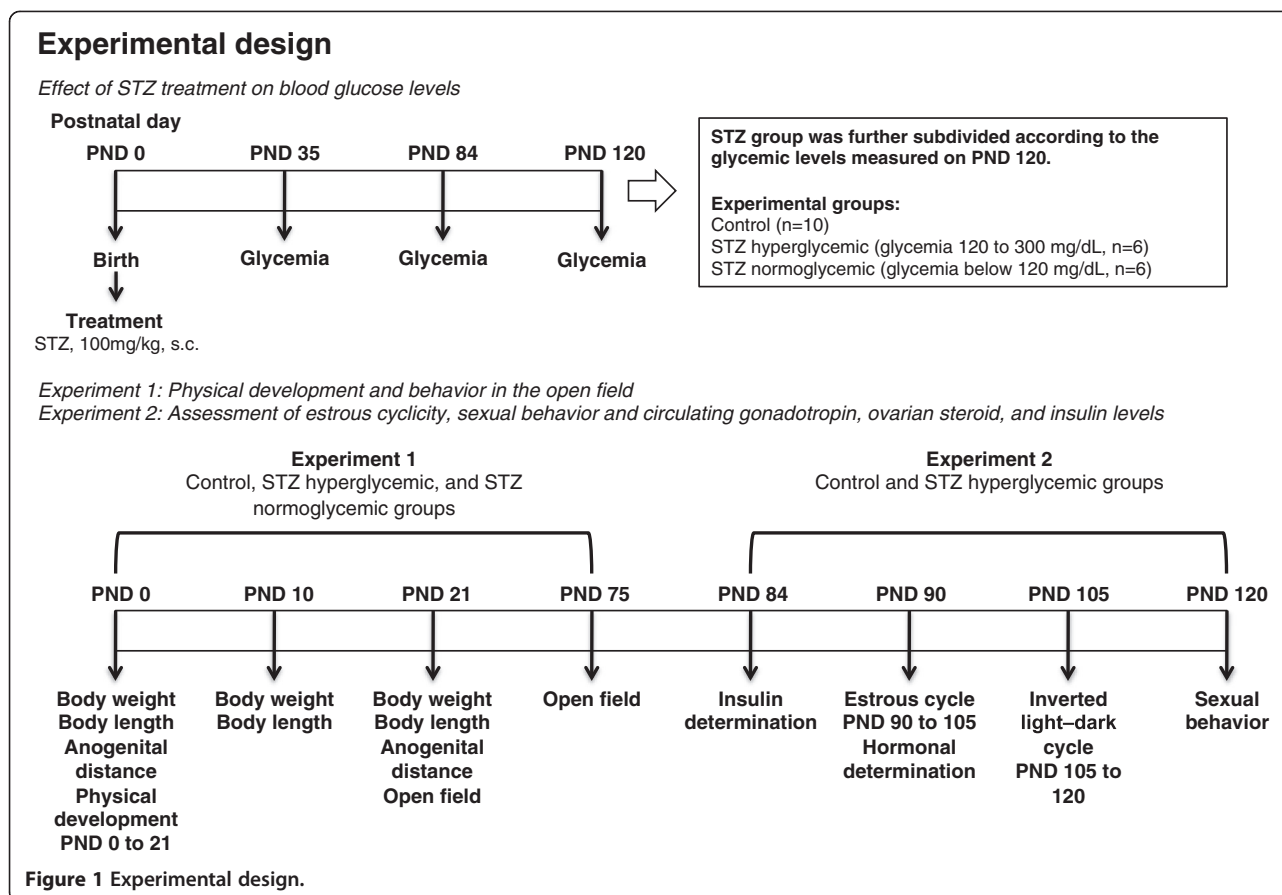 Experimental design
Effect of STZ treatment on blood glucose levels
Postnatal day
PND 0 PND 35 PND 84 PND 120
Birth Glycemia Glycemia Glycemia
Treatment
STZ, 100mg/kg, s.c.
STZ group was further subdivided according to the
glycemic levels measured on PND 120.
Experimental groups:
Control (n=10)
STZ hyperglycemic (glycemia 120 to 300 mg/dL, n=6)
STZ normoglycemic (glycemia below 120 mg/dL, n=6)
Experiment 1: Physical development and behavior in the open field
Experiment 2: Assessment of estrous cyclicity, sexual behavior and circulating gonadotropin, ovarian steroid, and insulin levels
Experiment 1
Control, STZ hyperglycemic, and STZ
normoglycemic groups
Experiment 2
Control and STZ hyperglycemic groups
PND 0 PND 10 PND 21 PND 75 PND 84 PND 90 PND 105 PND 120
Body weight
Body length
Anogenital
distance
Physical
development
PND 0 to 21
Body weight
Body length
Body weight
Body length
Anogenital
distance
Open field
Open field
Insulin
determination
Estrous cycle
PND 90 to 105
Hormonal
determination
Inverted
light–dark
cycle
PND 105 to
120
Sexual
behavior
Figure 1 Experimental design.